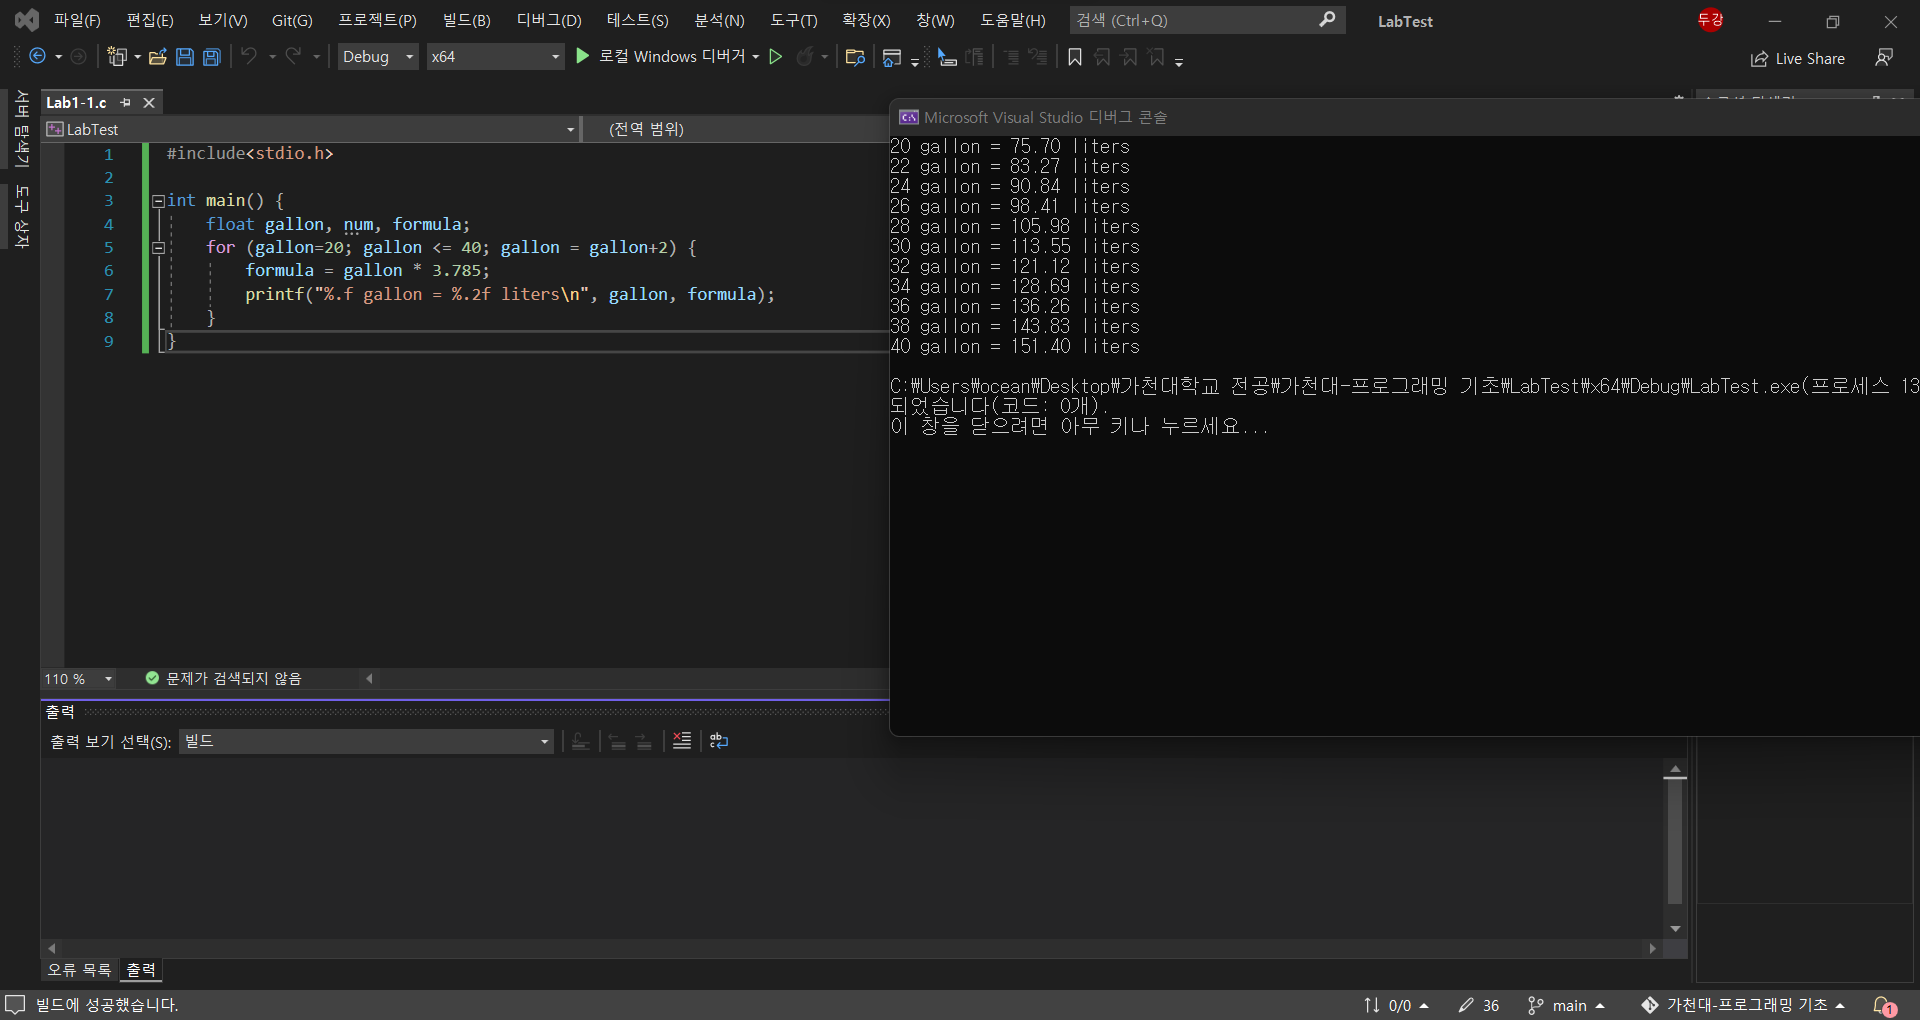 파일(F) 편집(E) 보기(V) Git(G) 프로젝트(P) 빌드(B) 디버그(D) 테스트(S) 분석(N) 도구(T) 확장(X) 창(W) 도움말(H) 검색 (Ctrl+Q) LabTest 두강
Debug x64 로컬 Windows 디버거 Live Share
서버 탐색기
도구 상자
Lab1-1.c
LabTest (전역 범위)
1 #include<stdio.h>
2
3 int main() {
4 float gallon, num, formula;
5 for (gallon=20; gallon <= 40; gallon = gallon+2) {
6 formula = gallon * 3.785;
7 printf("%.f gallon = %.2f liters\n", gallon, formula);
8 }
9 }
Microsoft Visual Studio 디버그 콘솔
20 gallon = 75.70 liters
22 gallon = 83.27 liters
24 gallon = 90.84 liters
26 gallon = 98.41 liters
28 gallon = 105.98 liters
30 gallon = 113.55 liters
32 gallon = 121.12 liters
34 gallon = 128.69 liters
36 gallon = 136.26 liters
38 gallon = 143.83 liters
40 gallon = 151.40 liters
C:₩Users₩ocean₩Desktop₩가천대학교 전공₩가천대-프로그래밍 기초₩LabTest₩x64₩Debug₩LabTest.exe(프로세스 13
되었습니다(코드: 0개).
이 창을 닫으려면 아무 키나 누르세요...
110 % 문제가 검색되지 않음
출력
출력 보기 선택(S): 빌드
오류 목록 출력
빌드에 성공했습니다. 0/0 36 main 가천대-프로그래밍 기초 1